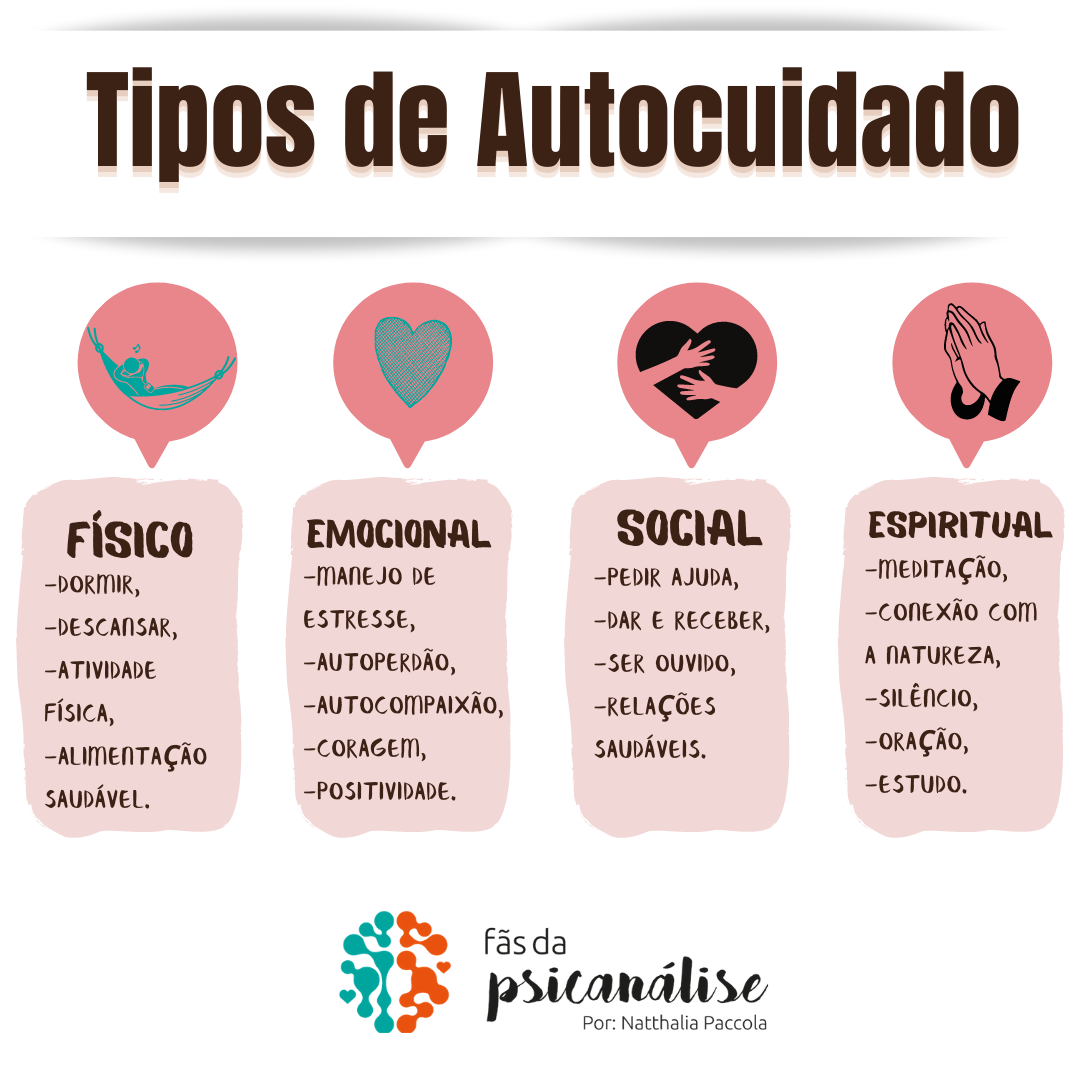 Tipos de Autocuidado
FÍSICO
-DORMIR,
-DESCANSAR,
-ATIVIDADE
FÍSICA,
-ALIMENTAÇÃO
SAUDÁVEL.
EMOCIONAL
-MANEJO DE
ESTRESSE,
-AUTOPERDÃO,
-AUTOCOMPAIXÃO,
-CORAGEM,
-POSITIVIDADE.
SOCIAL
-PEDIR AJUDA,
-DAR E RECEBER,
-SER OUVIDO,
-RELAÇÕES
SAUDÁVEIS.
ESPIRITUAL
-MEDITAÇÃO,
-CONEXÃO COM
A NATUREZA,
-SILÊNCIO,
-ORAÇÃO,
-ESTUDO.
fãs da
psicanálise
Por: Natthalia Paccola